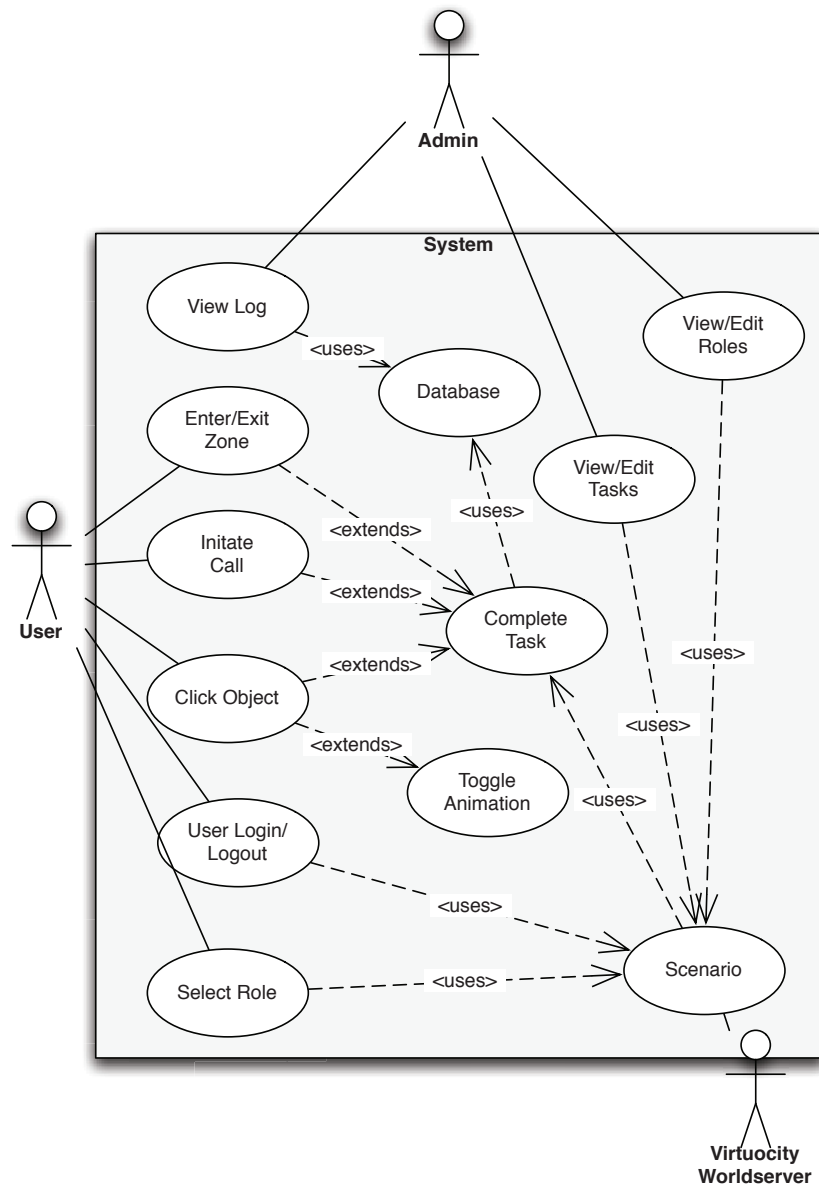 Admin
System
View Log
View/Edit
Roles
<uses>
Database
Enter/Exit
Zone
View/Edit
Tasks
<uses>
<extends>
Initate
Call
<extends>
User
Complete
Task
<uses>
<extends>
Click Object
<uses>
<extends>
Toggle
Animation
<uses>
User Login/
Logout
<uses>
Scenario
<uses>
Select Role
Virtuocity
Worldserver